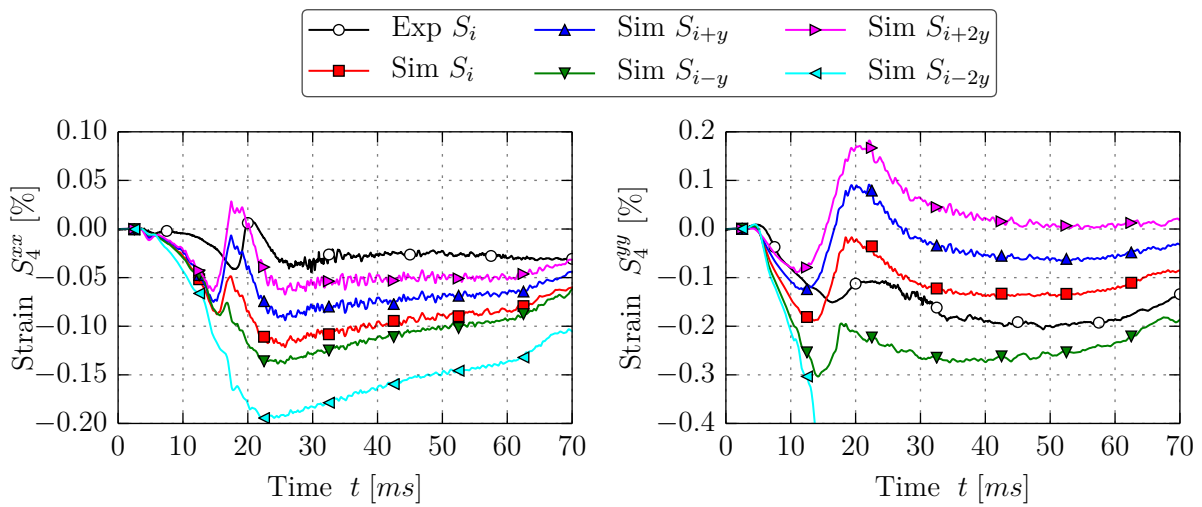 Exp S_i Sim S_{i+y} Sim S_{i+2y}
Sim S_i Sim S_{i−y} Sim S_{i−2y}
0.10
0.05
0.00
−0.05
−0.10
−0.15
−0.20
Strain S_4^{xx} [%]
0 10 20 30 40 50 60 70
Time t [ms]
0.2
0.1
0.0
−0.1
−0.2
−0.3
−0.4
Strain S_4^{yy} [%]
0 10 20 30 40 50 60 70
Time t [ms]